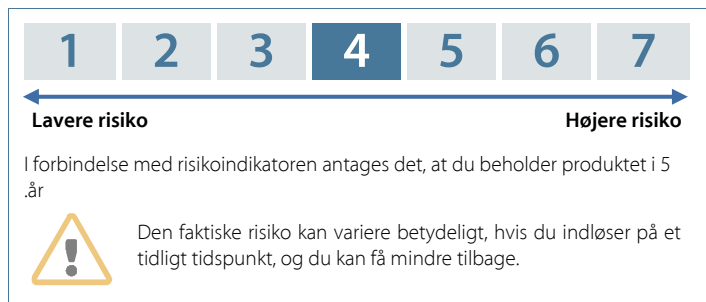 1 2 3 4 5 6 7
Lavere risiko Højere risiko
I forbindelse med risikoindikatoren antages det, at du beholder produktet i 5
.år
Den faktiske risiko kan variere betydeligt, hvis du indløser på et
tidligt tidspunkt, og du kan få mindre tilbage.